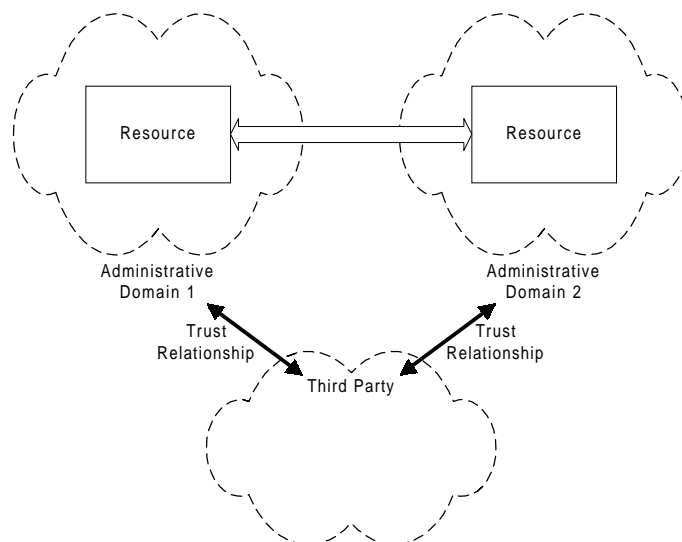 Resource
Resource
Administrative
Domain 1
Administrative
Domain 2
Trust
Relationship
Trust
Relationship
Third Party